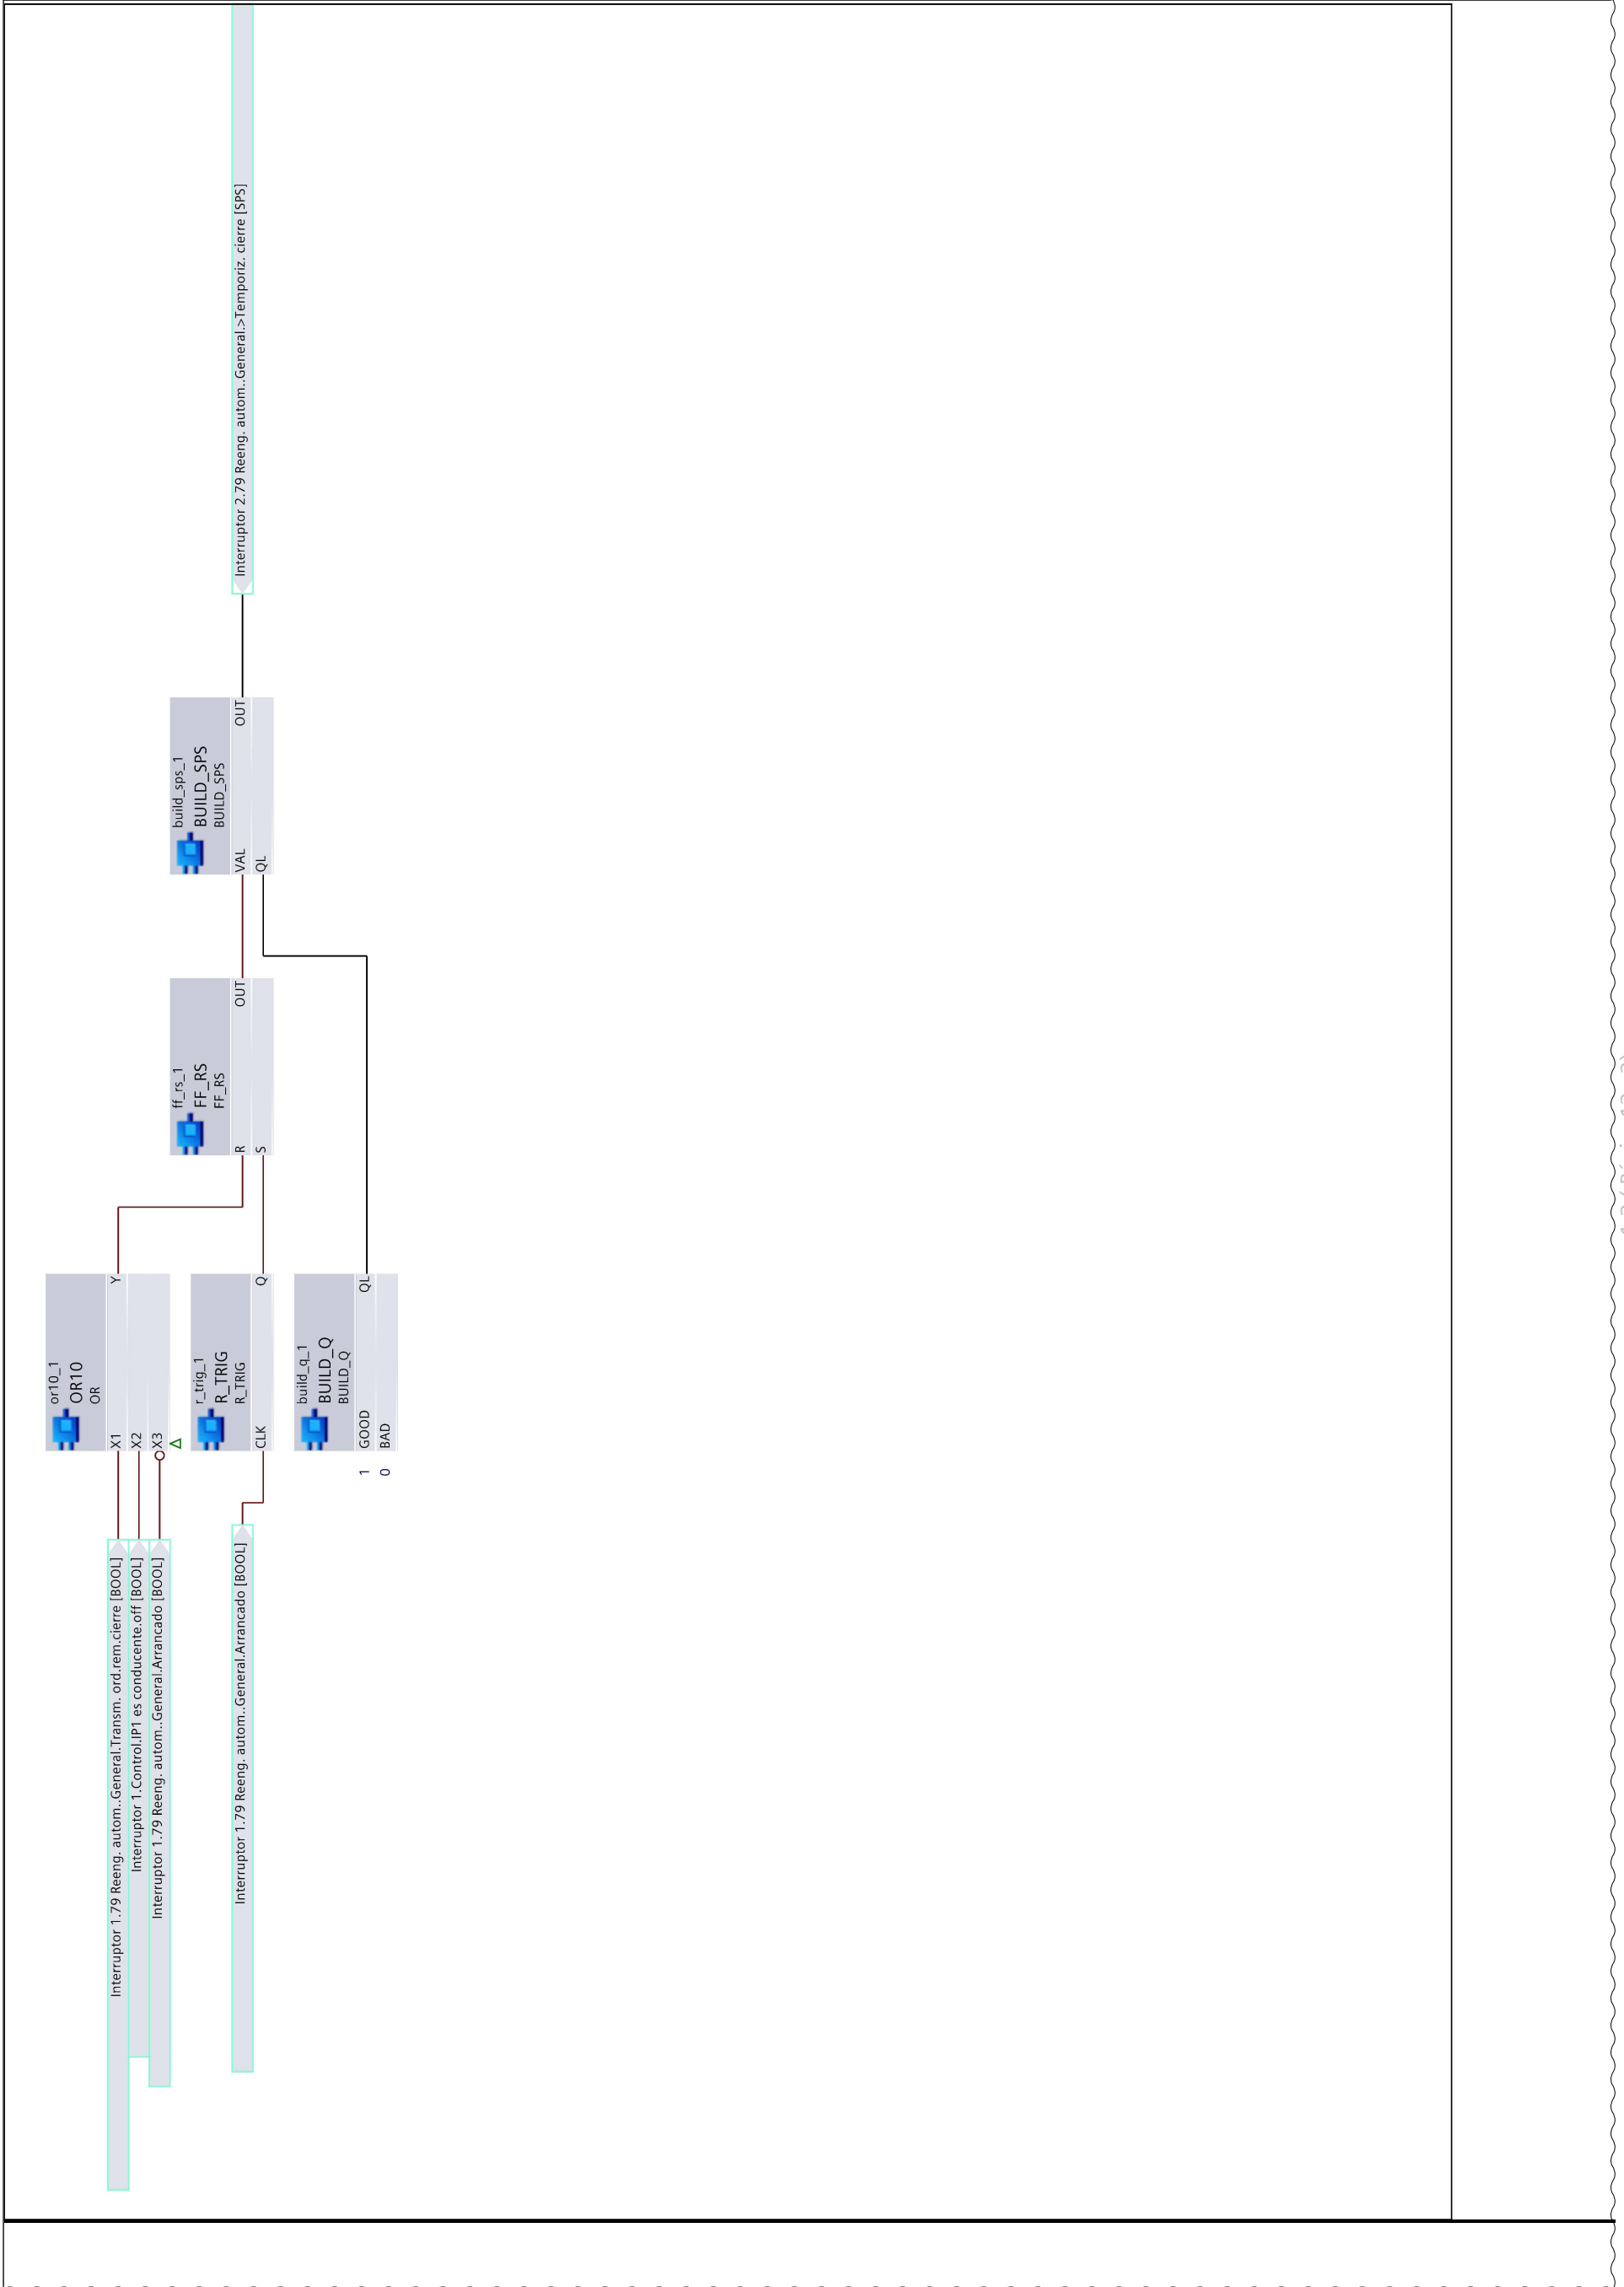 or10_1
OR10
OR
X1
Y
X2
X3
Interruptor 1.79 Reeng. autom..General.Transm. ord.rem.cierre [BOOL]
Interruptor 1.Control.IP1 es conducente.off [BOOL]
Interruptor 1.79 Reeng. autom..General.Arrancado [BOOL]
r_trig_1
R_TRIG
R_TRIG
CLK
Q
Interruptor 1.79 Reeng. autom..General.Arrancado [BOOL]
build_q_1
BUILD_Q
BUILD_Q
1
GOOD
QL
0
BAD
ff_rs_1
FF_RS
FF_RS
R
OUT
S
build_sps_1
BUILD_SPS
BUILD_SPS
VAL
OUT
QL
Interruptor 2.79 Reeng. autom..General.>Temporiz. cierre [SPS]